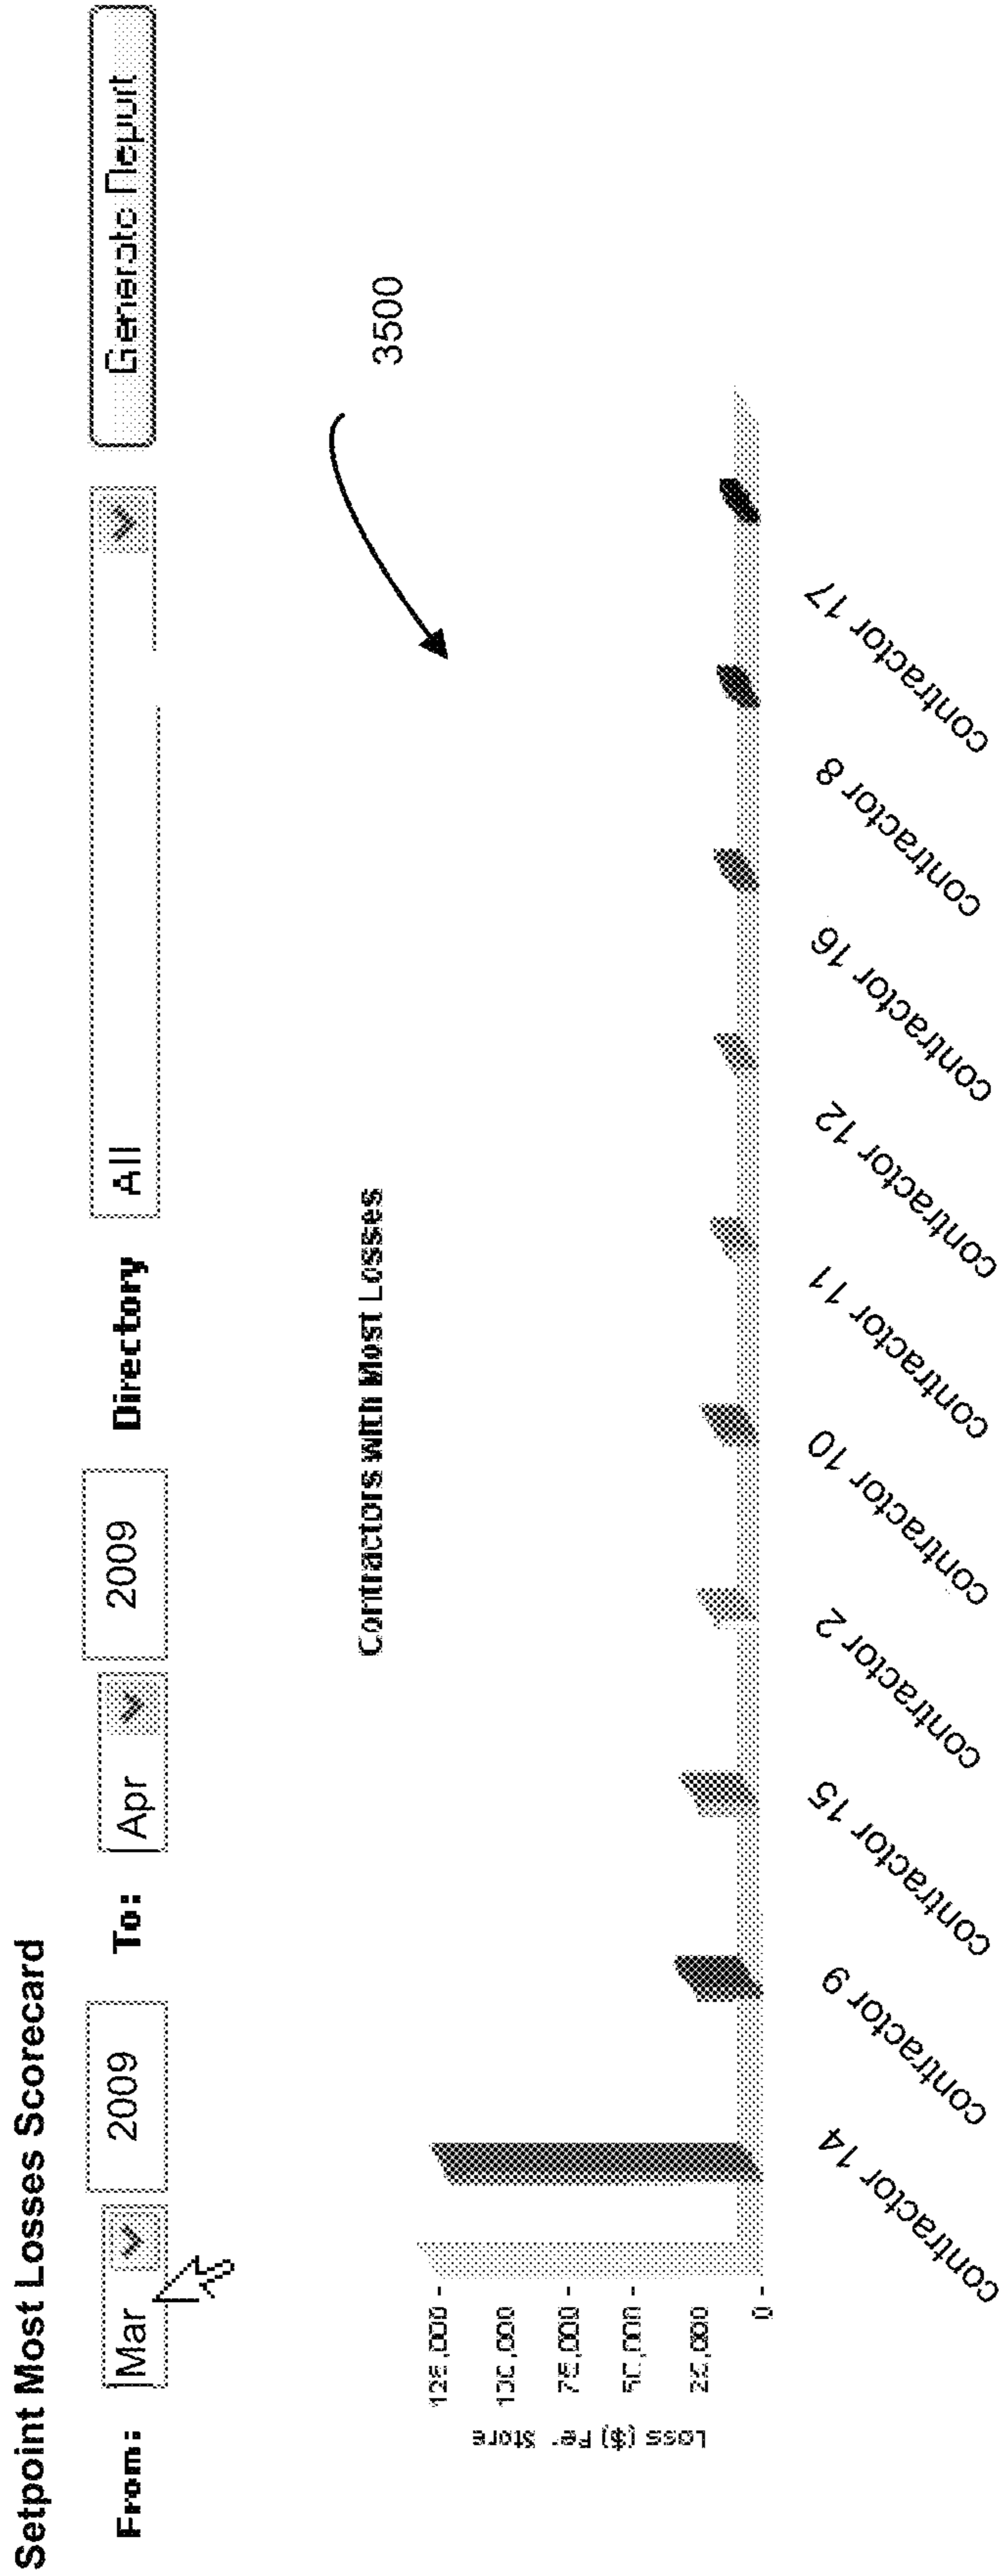 Setpoint Most Losses Scorecard
From: Mar 2009 To: Apr 2009 Directory All Generate Report
3500
Contractors with Most Losses
Loss ($) Per Store
125,000
100,000
75,000
50,000
25,000
0
contractor 14
contractor 9
contractor 15
contractor 2
contractor 10
contractor 11
contractor 12
contractor 16
contractor 8
contractor 17